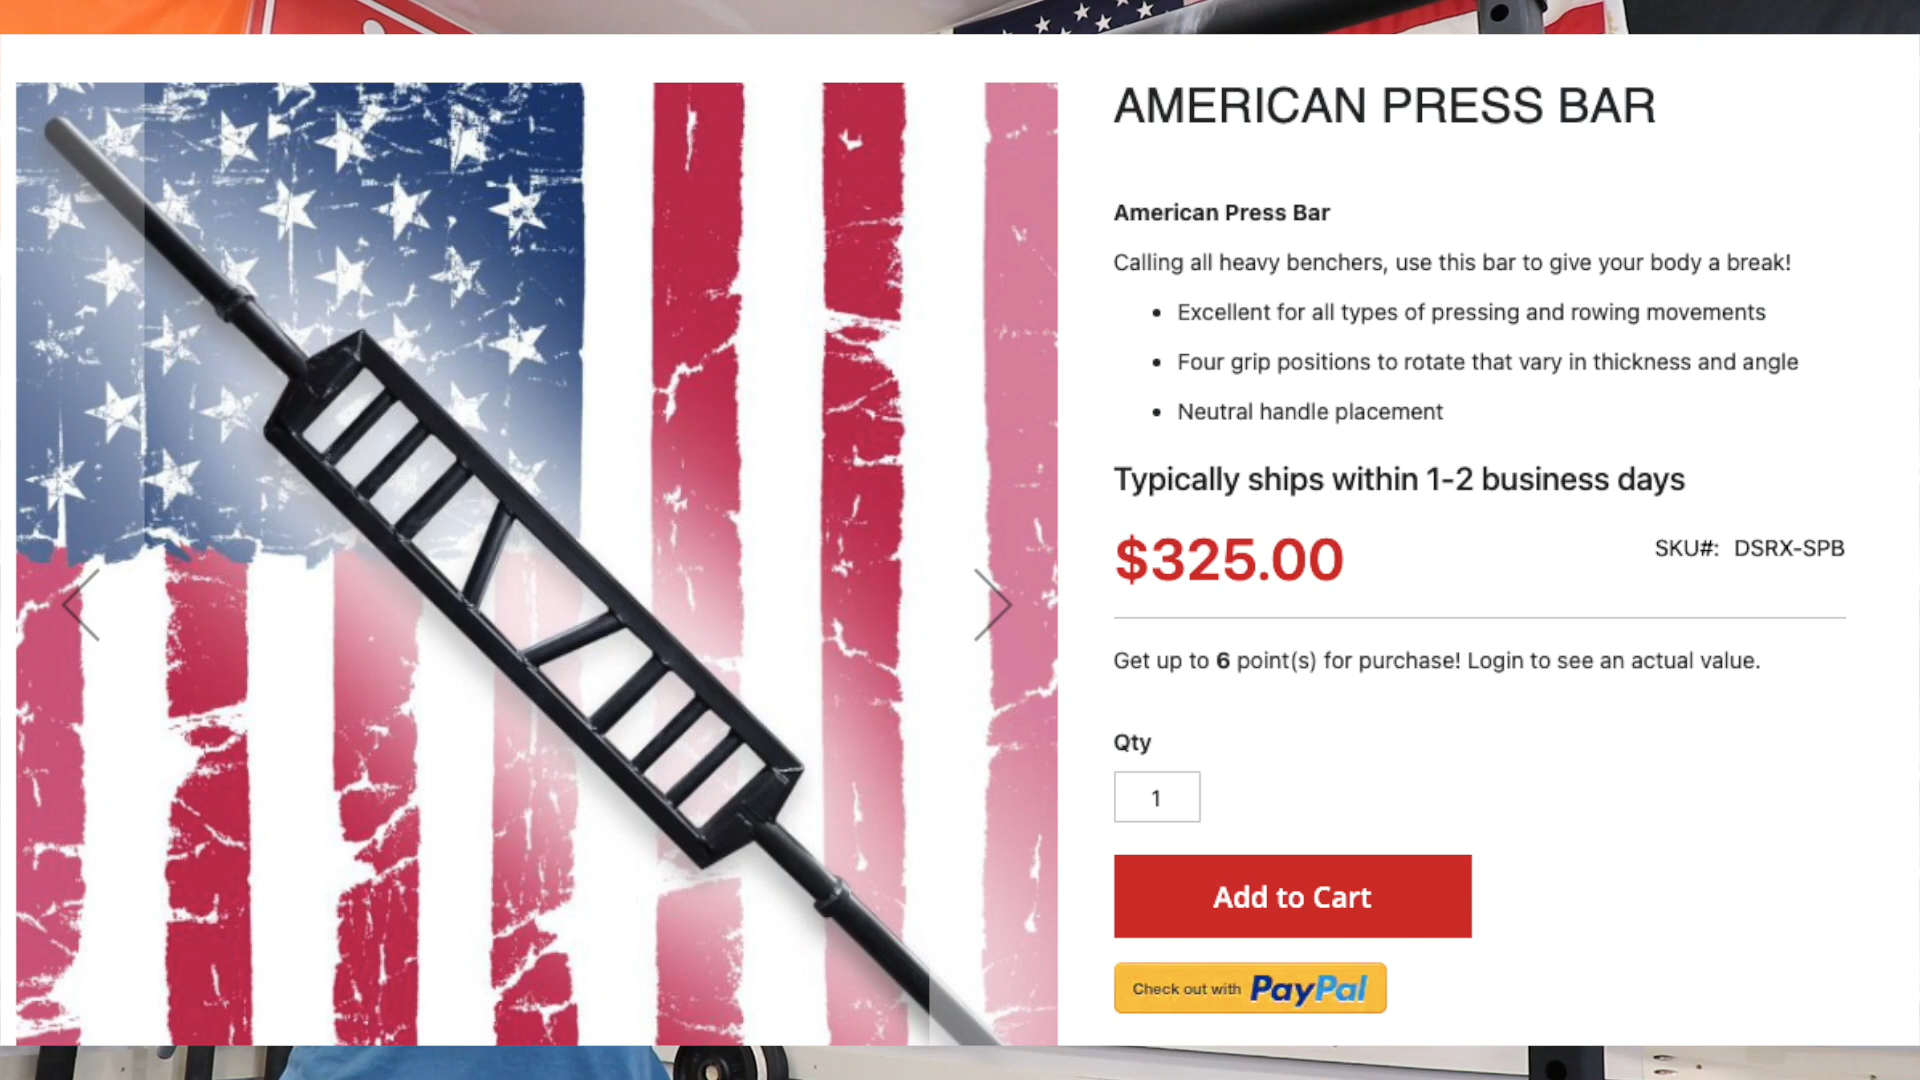 AMERICAN PRESS BAR
American Press Bar
Calling all heavy benchers, use this bar to give your body a break!
Excellent for all types of pressing and rowing movements
Four grip positions to rotate that vary in thickness and angle
Neutral handle placement
Typically ships within 1-2 business days
$325.00
SKU#: DSRX-SPB
Get up to 6 point(s) for purchase! Login to see an actual value.
Qty
1
Add to Cart
Check out with PayPal